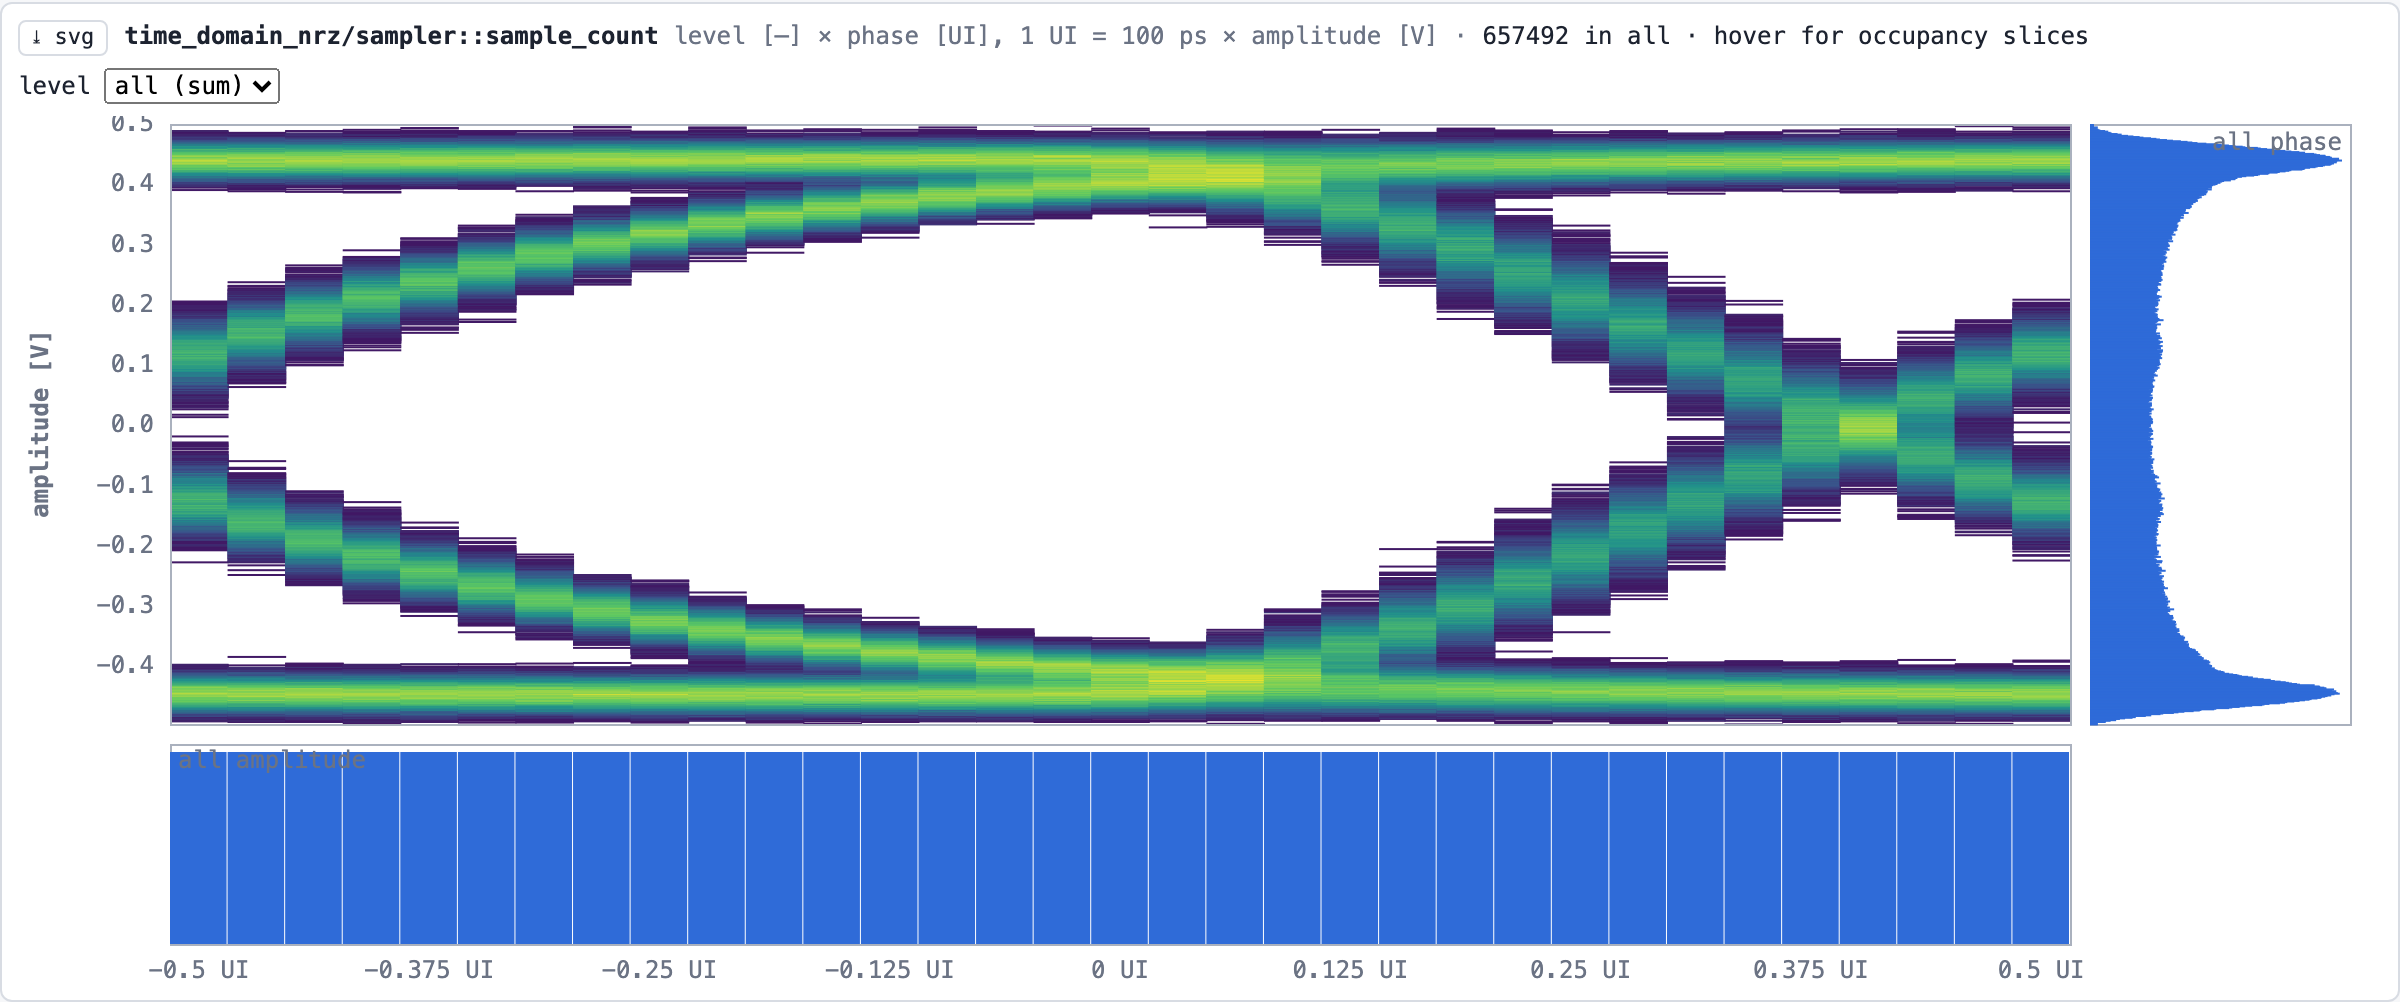 ⤓ svg time_domain_nrz/sampler::sample_count level [—] × phase [UI], 1 UI = 100 ps × amplitude [V] · 657492 in all · hover for occupancy slices
level all (sum)
0.5
0.4
0.3
0.2
0.1
0.0
−0.1
−0.2
−0.3
−0.4
amplitude [V]
all phase
all amplitude
−0.5 UI −0.375 UI −0.25 UI −0.125 UI 0 UI 0.125 UI 0.25 UI 0.375 UI 0.5 UI